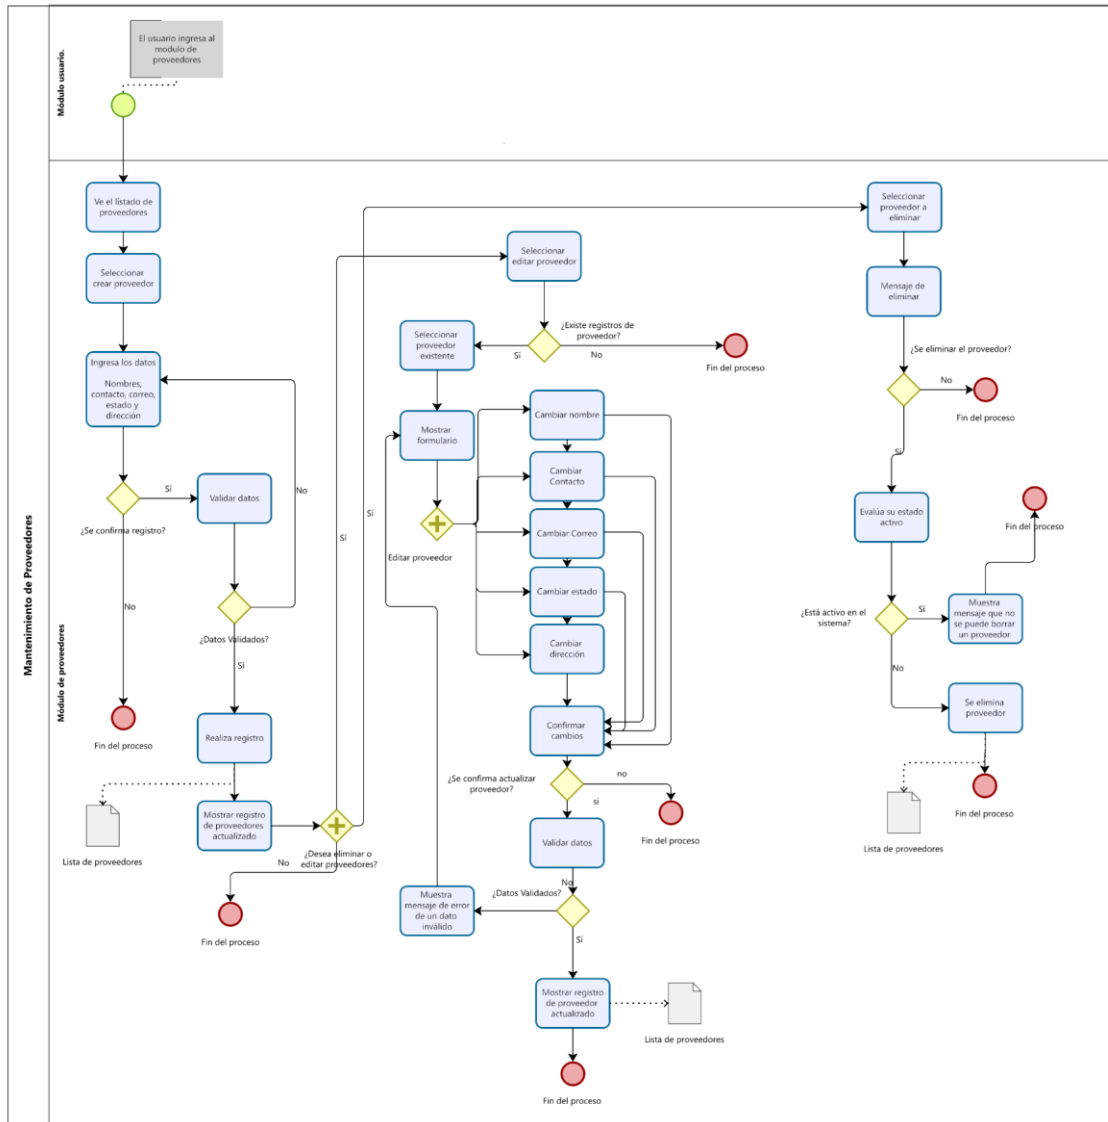 Mantenimiento de Proveedores
Módulo usuario.
El usuario ingresa al
modulo de
proveedores
Módulo de proveedores
Ve el listado de
proveedores
Seleccionar
crear proveedor
Ingresa los datos
Nombres,
contacto, correo,
estado y
dirección
¿Se confirma registro?
Sí
No
Fin del proceso
Validar datos
¿Datos Validados?
No
Sí
Realiza registro
Lista de proveedores
Mostrar registro
de proveedores
actualizado
¿Desea eliminar o
editar proveedores?
No
Fin del proceso
Sí
Sí
Seleccionar
editar proveedor
¿Existe registros de
proveedor?
Sí
No
Fin del proceso
Seleccionar
proveedor
existente
Mostrar
formulario
Editar proveedor
Cambiar nombre
Cambiar
Contacto
Cambiar Correo
Cambiar estado
Cambiar
dirección
Confirmar
cambios
¿Se confirma actualizar
proveedor?
no
Fin del proceso
si
Validar datos
¿Datos Validados?
No
Muestra
mensaje de error
de un dato
inválido
Sí
Mostrar registro
de proveedor
actualizado
Lista de proveedores
Fin del proceso
Seleccionar
proveedor a
eliminar
Mensaje de
eliminar
¿Se eliminar el proveedor?
No
Fin del proceso
Sí
Evalúa su estado
activo
¿Está activo en el
sistema?
Sí
Muestra
mensaje que no
se puede borrar
un proveedor
Fin del proceso
No
Se elimina
proveedor
Lista de proveedores
Fin del proceso